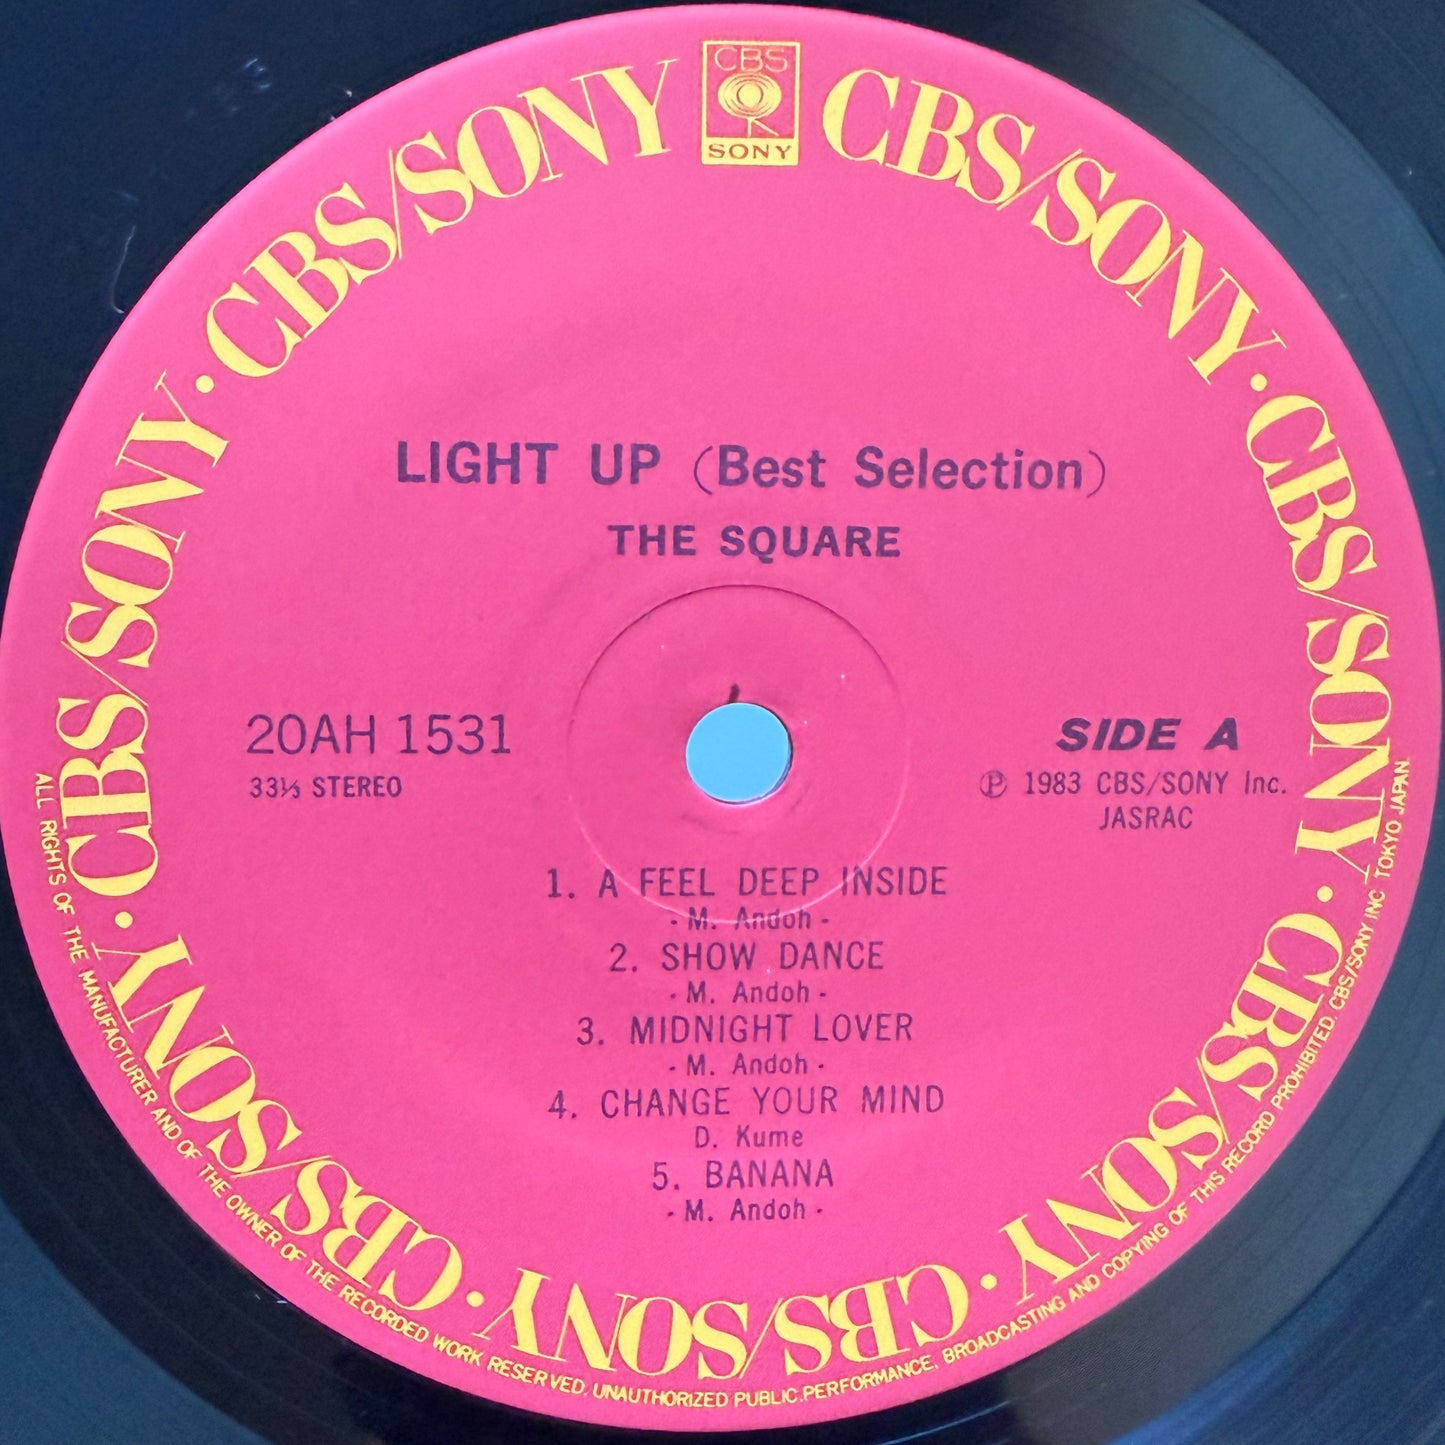 CBS
SONY
CBS/SONY · CBS/SONY · CBS/SONY · CBS/SONY · CBS/SONY · CBS/SONY · CBS/SONY · CBS/SONY
LIGHT UP (Best Selection)
THE SQUARE
20AH 1531
33⅓ STEREO
SIDE A
Ⓟ 1983 CBS/SONY Inc.
JASRAC
1. A FEEL DEEP INSIDE
- M. Andoh -
2. SHOW DANCE
- M. Andoh -
3. MIDNIGHT LOVER
- M. Andoh -
4. CHANGE YOUR MIND
D. Kume
5. BANANA
- M. Andoh -
ALL RIGHTS OF THE MANUFACTURER AND OF THE OWNER OF THE RECORDED WORK RESERVED. UNAUTHORIZED PUBLIC.PERFORMANCE, BROADCASTING AND COPYING OF THIS RECORD PROHIBITED. CBS/SONY INC TOKYO JAPAN